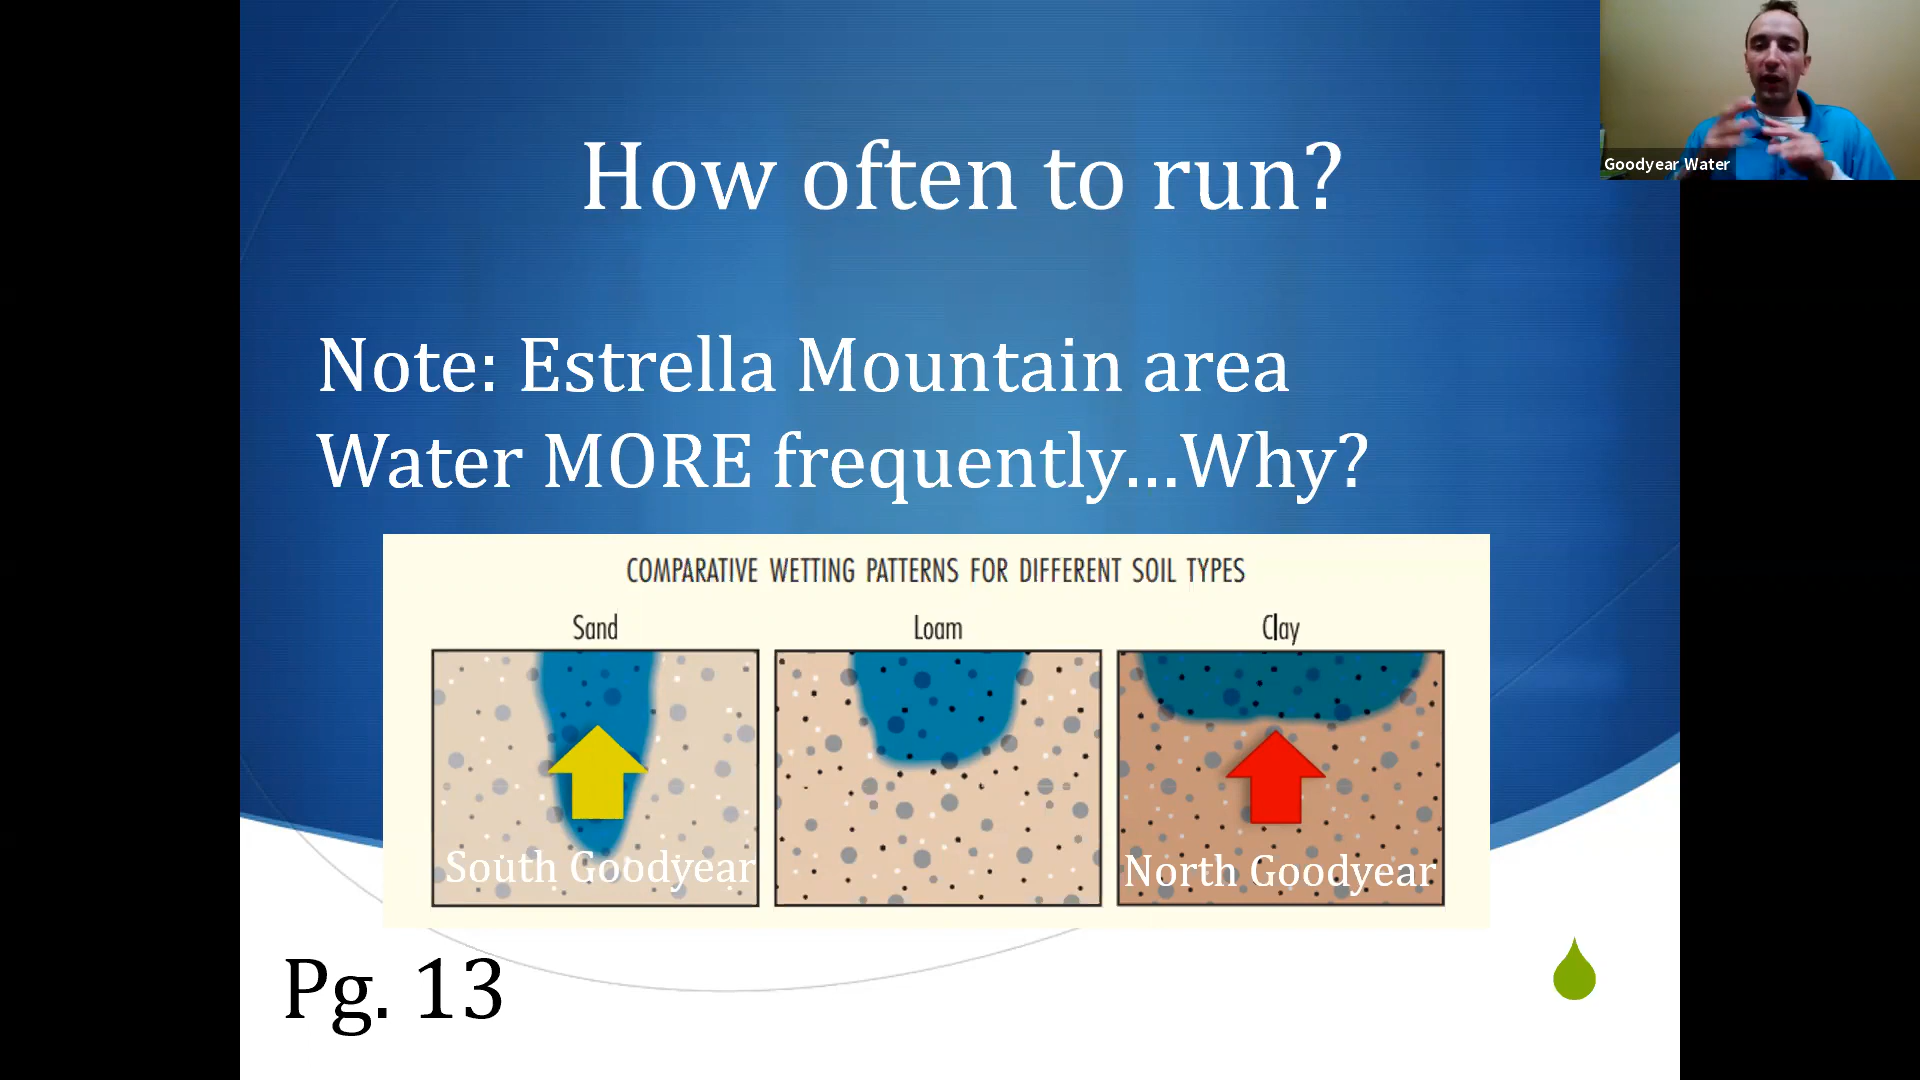 How often to run?
Goodyear Water
Note: Estrella Mountain area
Water MORE frequently...Why?
COMPARATIVE WETTING PATTERNS FOR DIFFERENT SOIL TYPES
Sand
Loam
Clay
South Goodyear
North Goodyear
Pg. 13